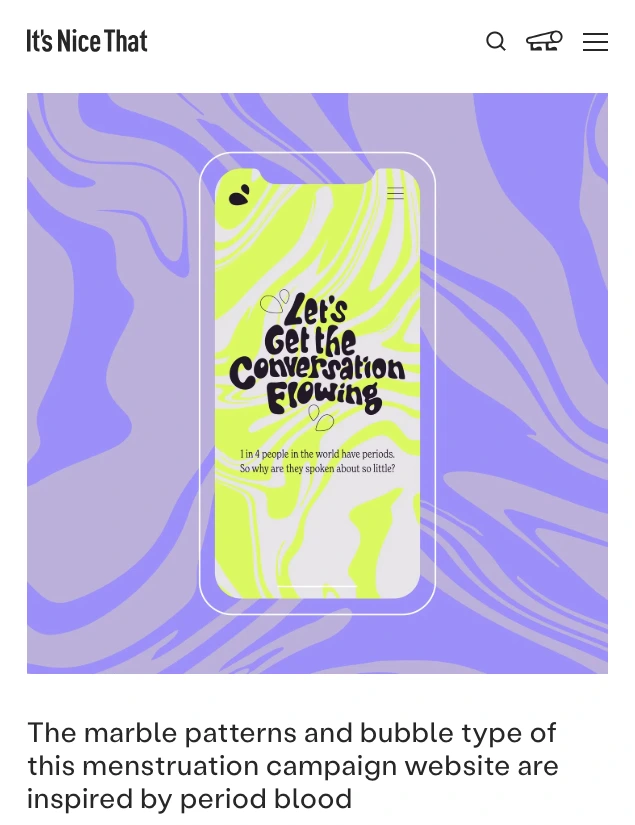 It's Nice That
Let's
Get the
Conversation
Flowing
1 in 4 people in the world have periods.
So why are they spoken about so little?
The marble patterns and bubble type of
this menstruation campaign website are
inspired by period blood